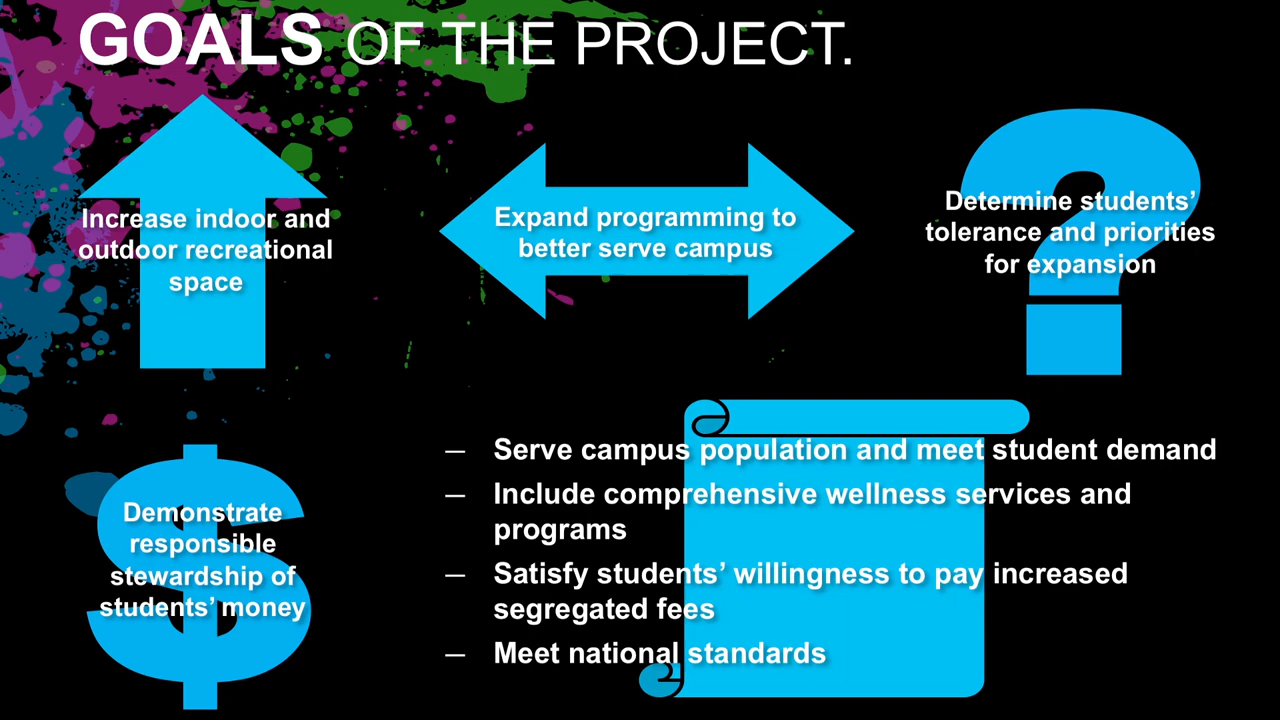 GOALS OF THE PROJECT.
Increase indoor and
outdoor recreational
space
Expand programming to
better serve campus
Determine students’
tolerance and priorities
for expansion
Demonstrate
responsible
stewardship of
students’ money
– Serve campus population and meet student demand
– Include comprehensive wellness services and
programs
– Satisfy students’ willingness to pay increased
segregated fees
– Meet national standards